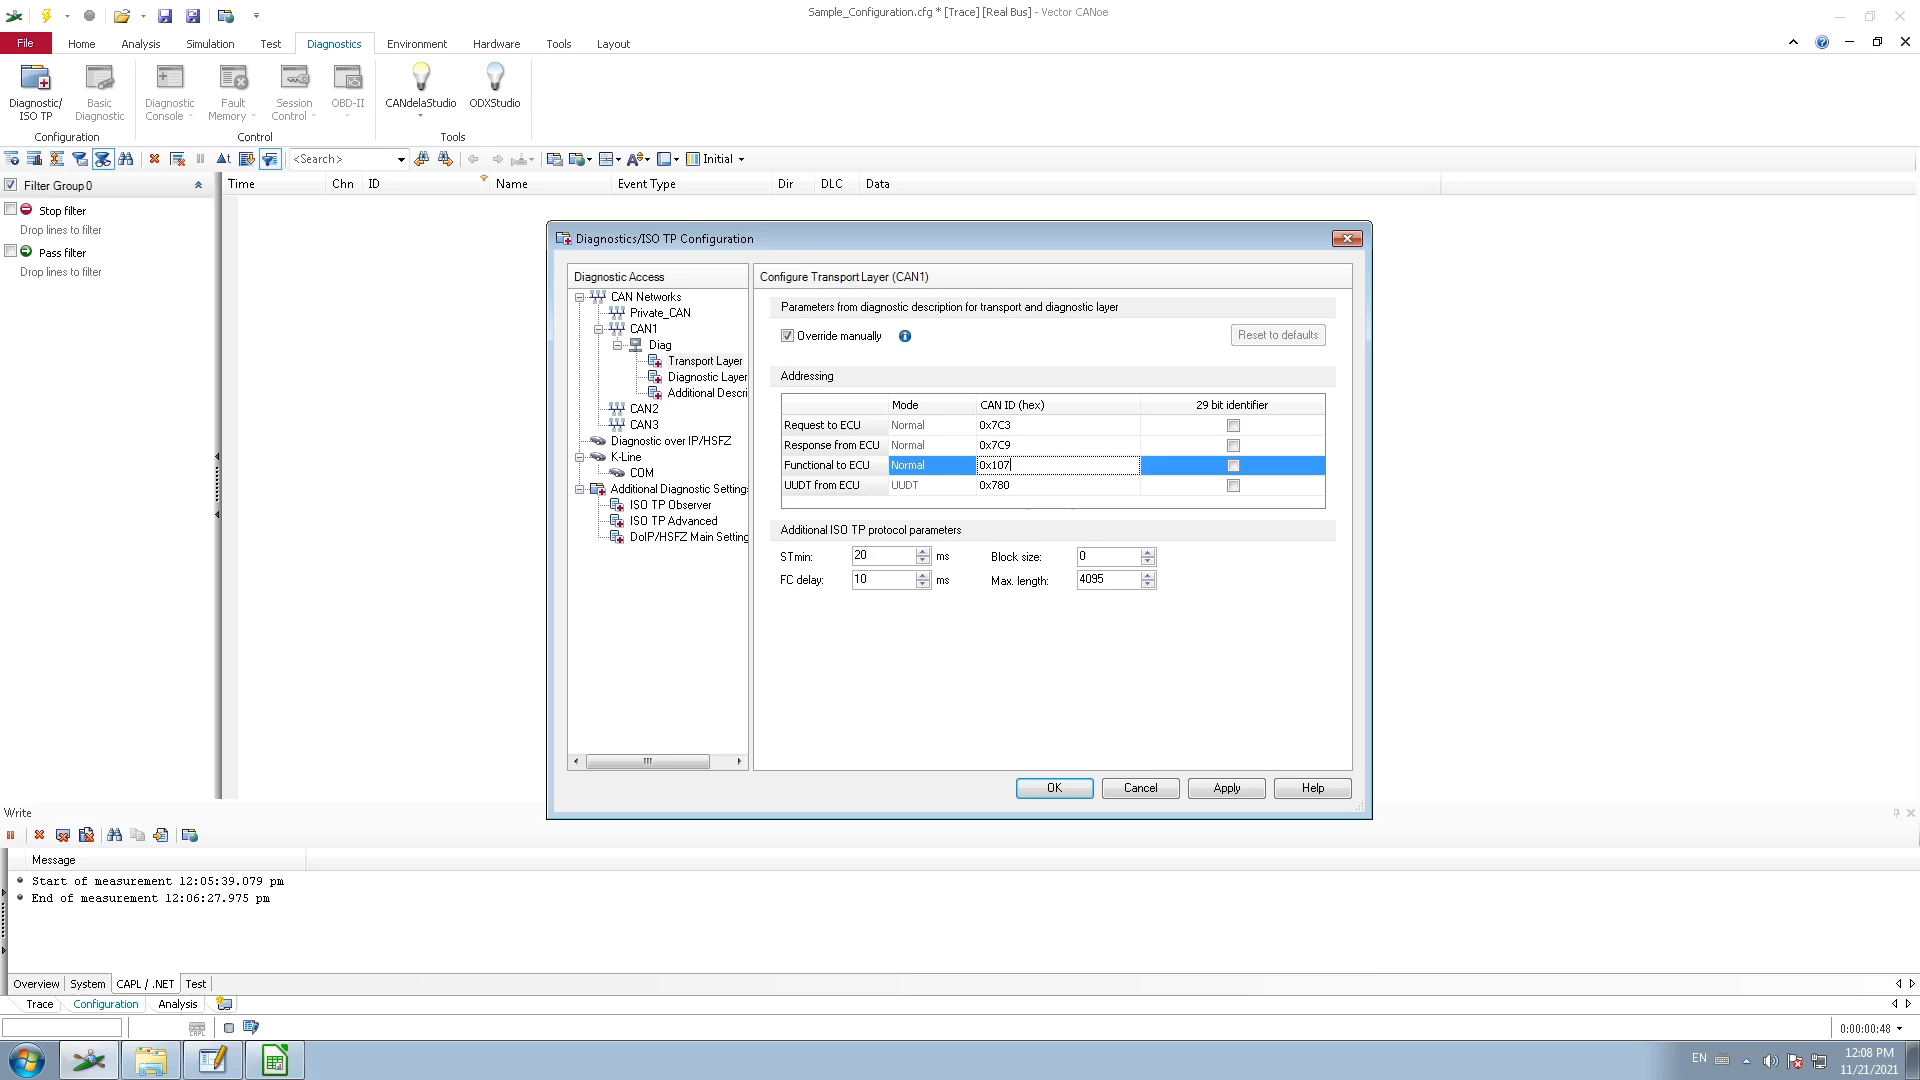 Sample_Configuration.cfg * [Trace] [Real Bus] - Vector CANoe
File Home Analysis Simulation Test Diagnostics Environment Hardware Tools Layout
Diagnostic/ ISO TP
Basic Diagnostic
Diagnostic Console
Fault Memory
Session Control
OBD-II
CANdelaStudio
ODXStudio
Configuration Control Tools
<Search>
Initial
Filter Group 0
Stop filter
Drop lines to filter
Pass filter
Drop lines to filter
Time Chn ID Name Event Type Dir DLC Data
Diagnostics/ISO TP Configuration
Diagnostic Access
CAN Networks
Private_CAN
CAN1
Diag
Transport Layer
Diagnostic Layer
Additional Descri
CAN2
CAN3
Diagnostic over IP/HSFZ
K-Line
COM
Additional Diagnostic Settings
ISO TP Observer
ISO TP Advanced
DoIP/HSFZ Main Setting
Configure Transport Layer (CAN1)
Parameters from diagnostic description for transport and diagnostic layer
Override manually
Reset to defaults
Addressing
Mode CAN ID (hex) 29 bit identifier
Request to ECU Normal 0x7C3
Response from ECU Normal 0x7C9
Functional to ECU Normal 0x107
UUDT from ECU UUDT 0x780
Additional ISO TP protocol parameters
STmin: 20 ms Block size: 0
FC delay: 10 ms Max. length: 4095
OK Cancel Apply Help
Write
Message
Start of measurement 12:05:39.079 pm
End of measurement 12:06:27.975 pm
Overview System CAPL / .NET Test
Trace Configuration Analysis
0:00:00:48
EN
12:08 PM
11/21/2021